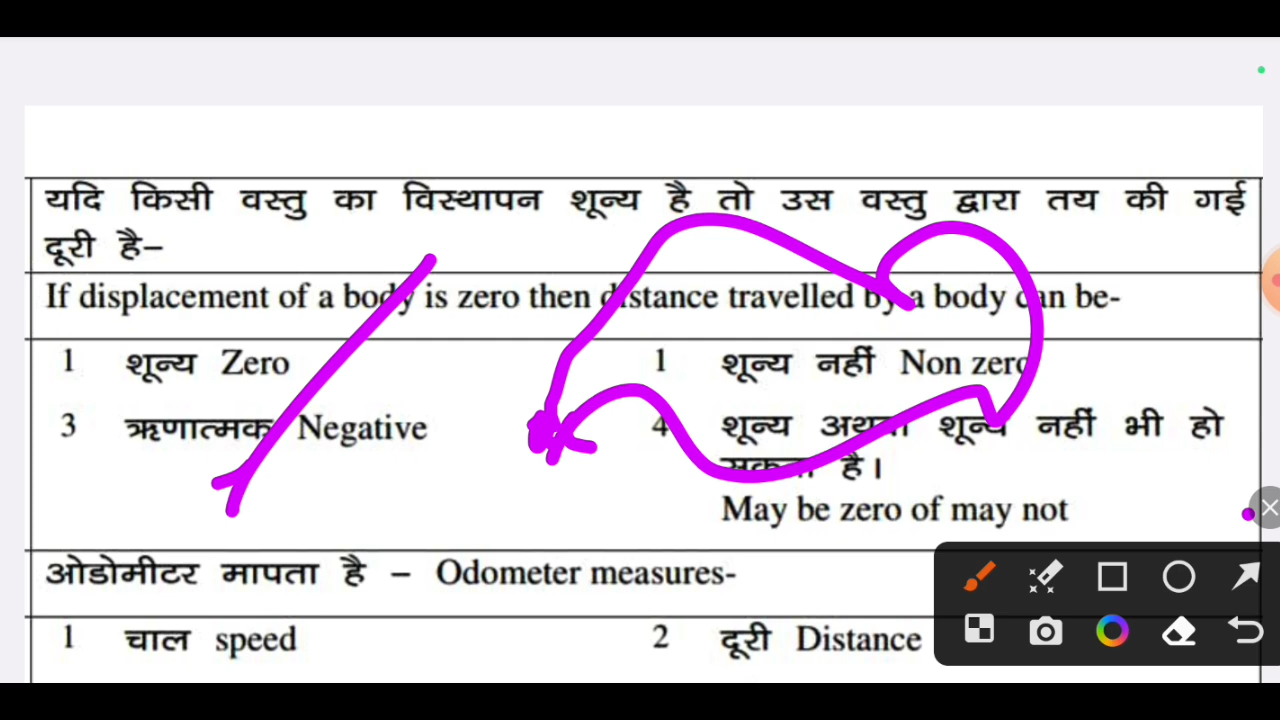 यदि किसी वस्तु का विस्थापन शून्य है तो उस वस्तु द्वारा तय की गई
दूरी है–
If displacement of a body is zero then distance travelled by a body can be-
1 शून्य Zero 1 शून्य नहीं Non zero
3 ऋणात्मक Negative 4 शून्य अथवा शून्य नहीं भी हो
सकता है।
May be zero of may not
ओडोमीटर मापता है – Odometer measures-
1 चाल speed 2 दूरी Distance